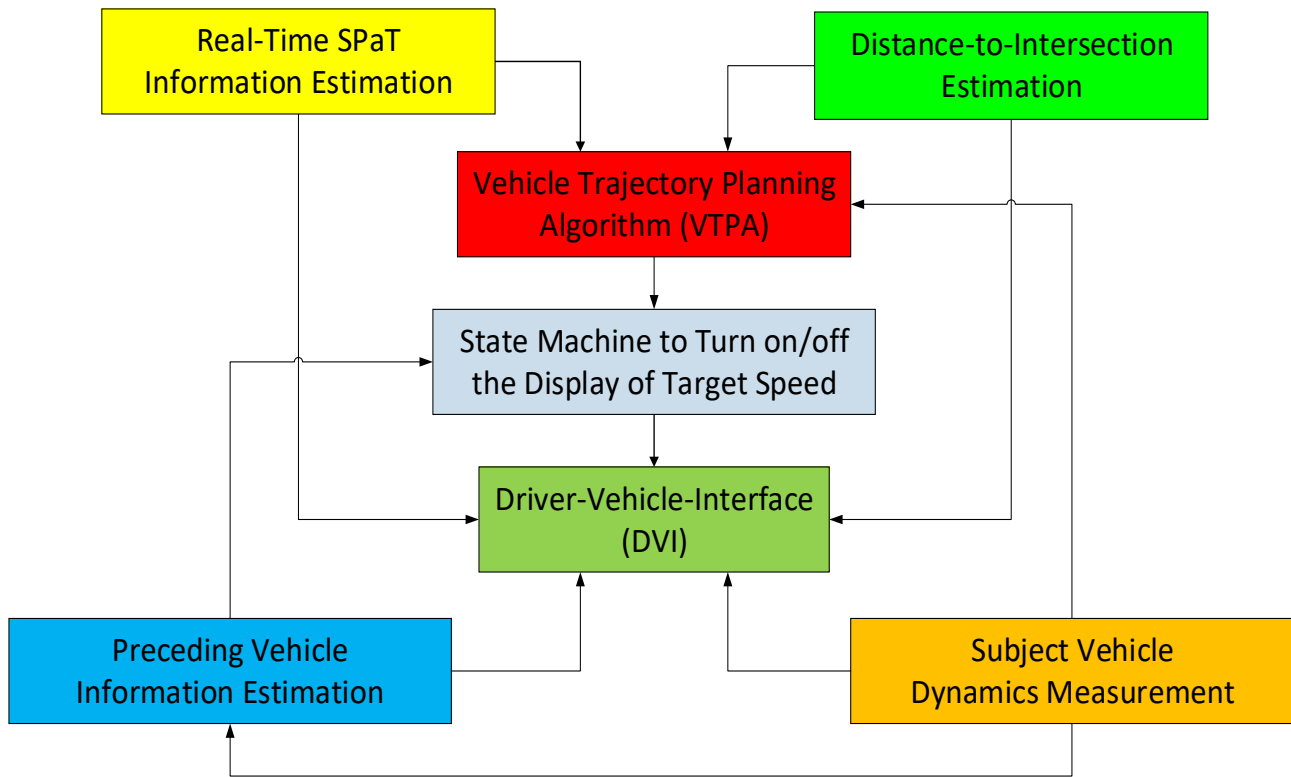 Real-Time SPaT
Information Estimation
Distance-to-Intersection
Estimation
Vehicle Trajectory Planning
Algorithm (VTPA)
State Machine to Turn on/off
the Display of Target Speed
Driver-Vehicle-Interface
(DVI)
Preceding Vehicle
Information Estimation
Subject Vehicle
Dynamics Measurement